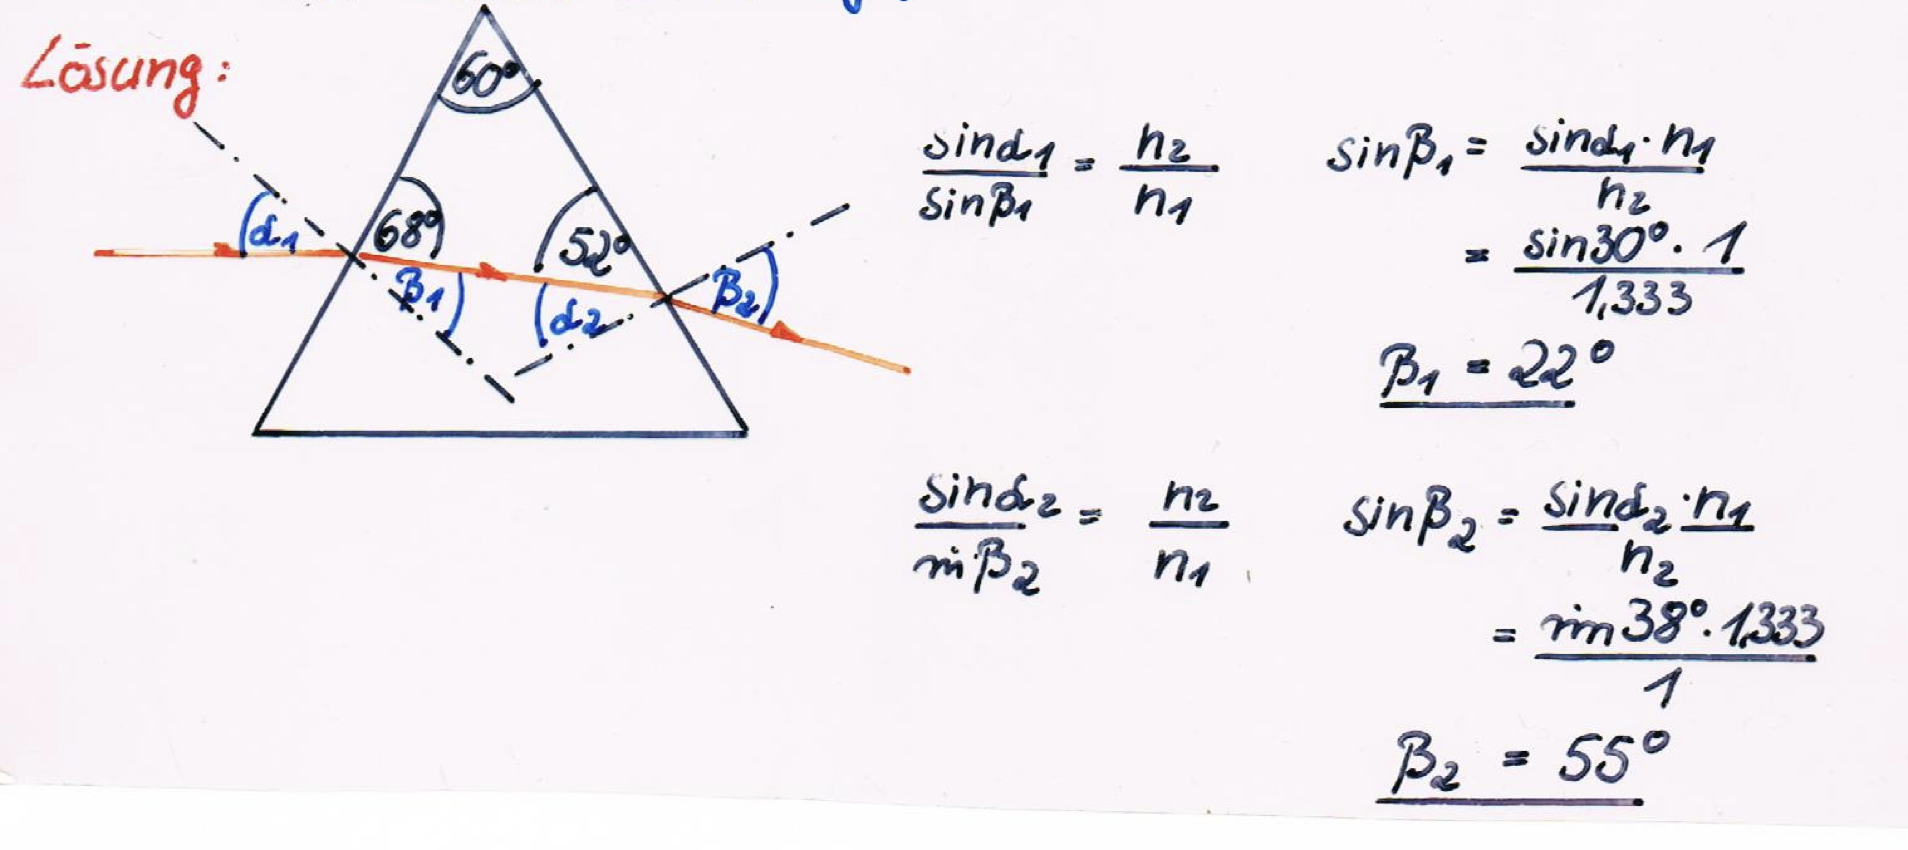 Lösung:
60°
68°
52°
α1
β1
α2
β2
sinα1 / sinβ1 = n2 / n1
sinβ1 = sinα1 · n1 / n2
= sin30° · 1 / 1,333
β1 = 22°
sinα2 / sinβ2 = n2 / n1
sinβ2 = sinα2 · n1 / n2
= sin38° · 1,333 / 1
β2 = 55°